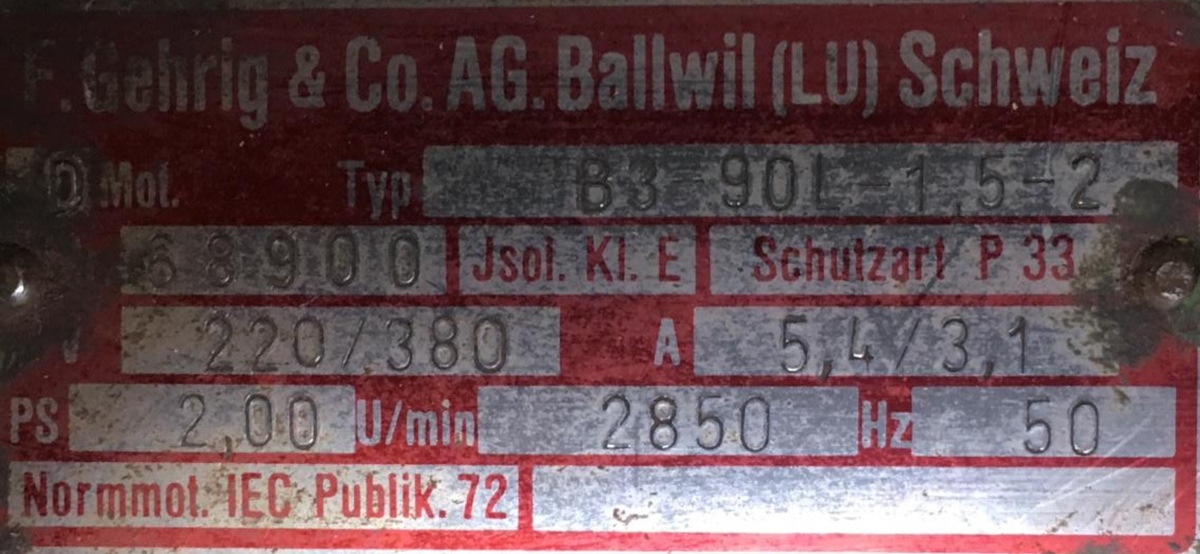 F. Gehrig & Co. AG. Ballwil (LU) Schweiz
D Mot. Typ B3-90L-1,5-2
68900 Jsol. Kl. E Schutzart P 33
V 220/380 A 5,4/3,1
PS 2,00 U/min 2850 Hz 50
Normmot. IEC Publik. 72